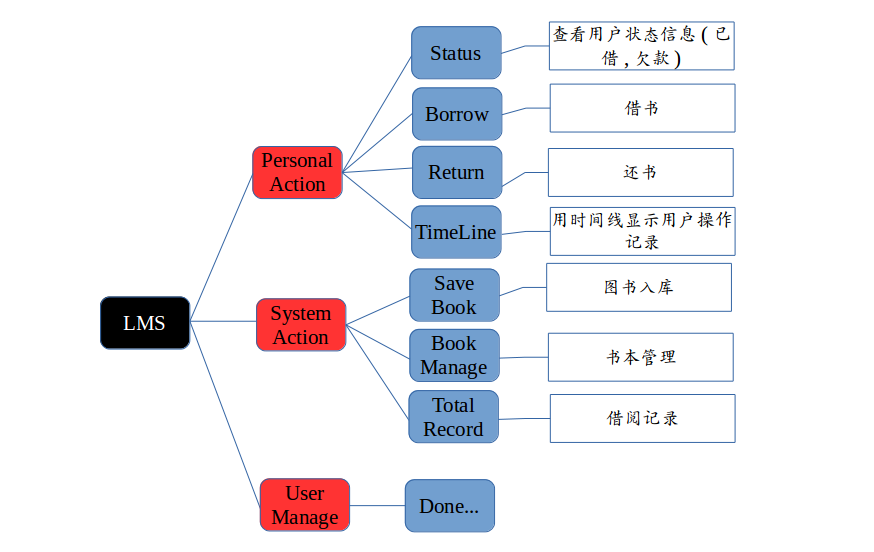 LMS
Personal
Action
Status
查看用户状态信息(已
借,欠款)
Borrow
借书
Return
还书
TimeLine
用时间线显示用户操作
记录
System
Action
Save
Book
图书入库
Book
Manage
书本管理
Total
Record
借阅记录
User
Manage
Done...